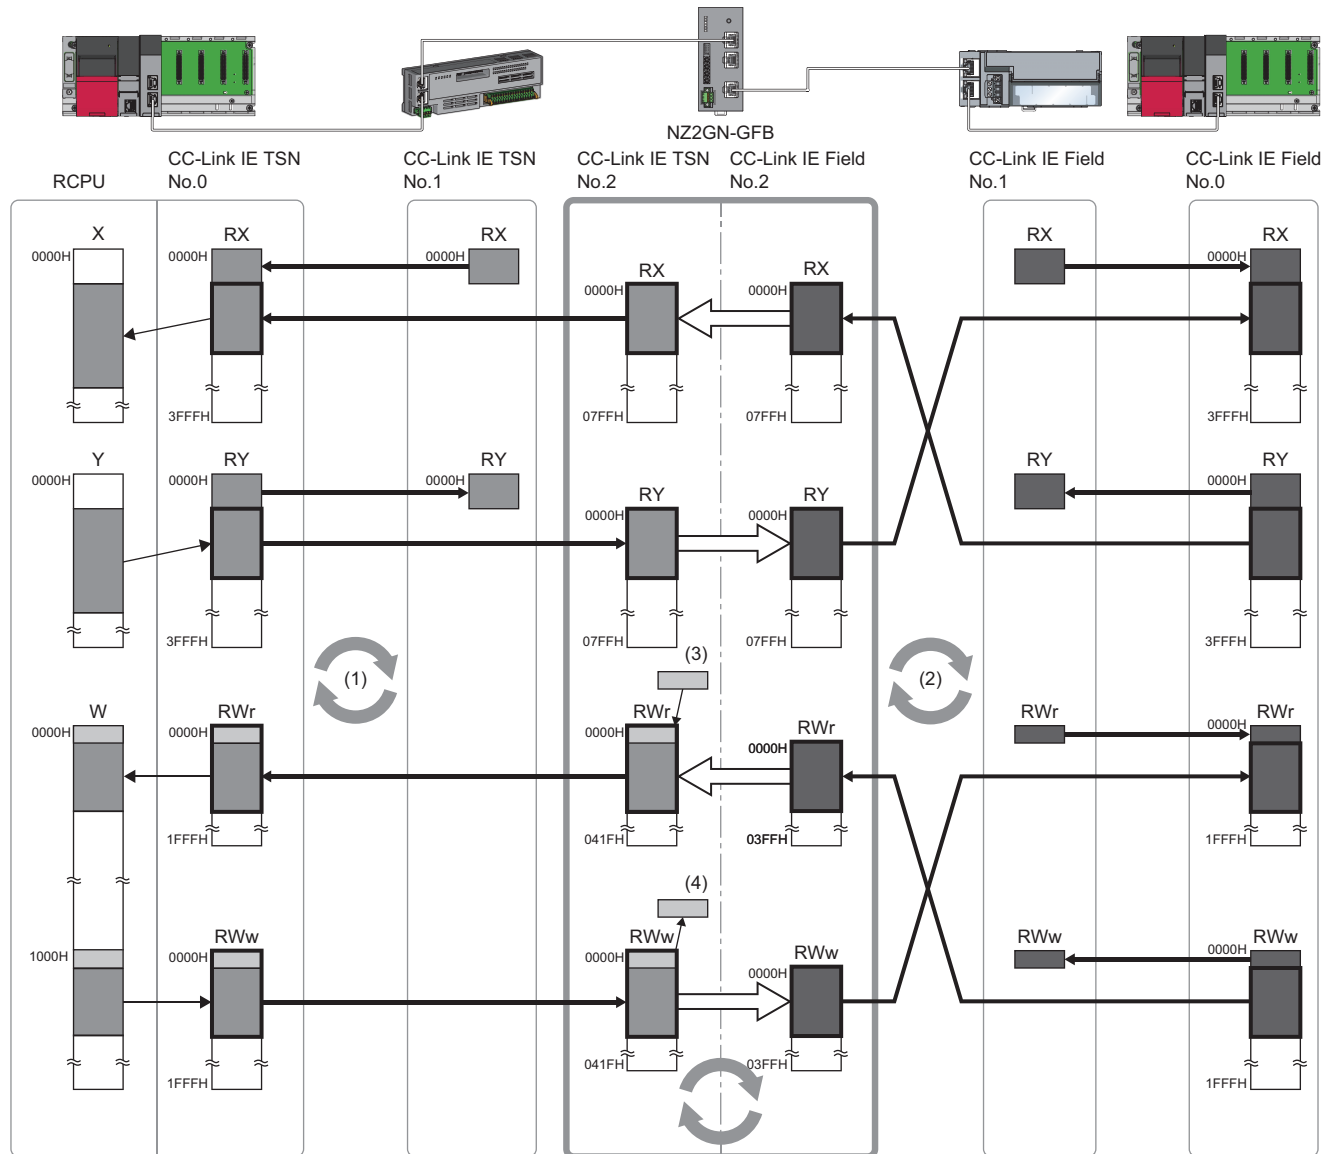 NZ2GN-GFB
RCPU
CC-Link IE TSN
No.0
CC-Link IE TSN
No.1
CC-Link IE TSN
No.2
CC-Link IE Field
No.2
CC-Link IE Field
No.1
CC-Link IE Field
No.0
X
RX
RX
RX
RX
RX
RX
0000H
0000H
0000H
0000H
0000H
0000H
3FFFH
07FFH
07FFH
3FFFH
Y
RY
RY
RY
RY
RY
RY
0000H
0000H
0000H
0000H
0000H
0000H
3FFFH
07FFH
07FFH
3FFFH
(1)
(3)
(2)
W
RWr
RWr
RWr
RWr
RWr
0000H
0000H
0000H
0000H
0000H
1FFFH
041FH
03FFH
1FFFH
(4)
RWw
RWw
RWw
RWw
RWw
1000H
0000H
0000H
0000H
0000H
1FFFH
041FH
03FFH
1FFFH